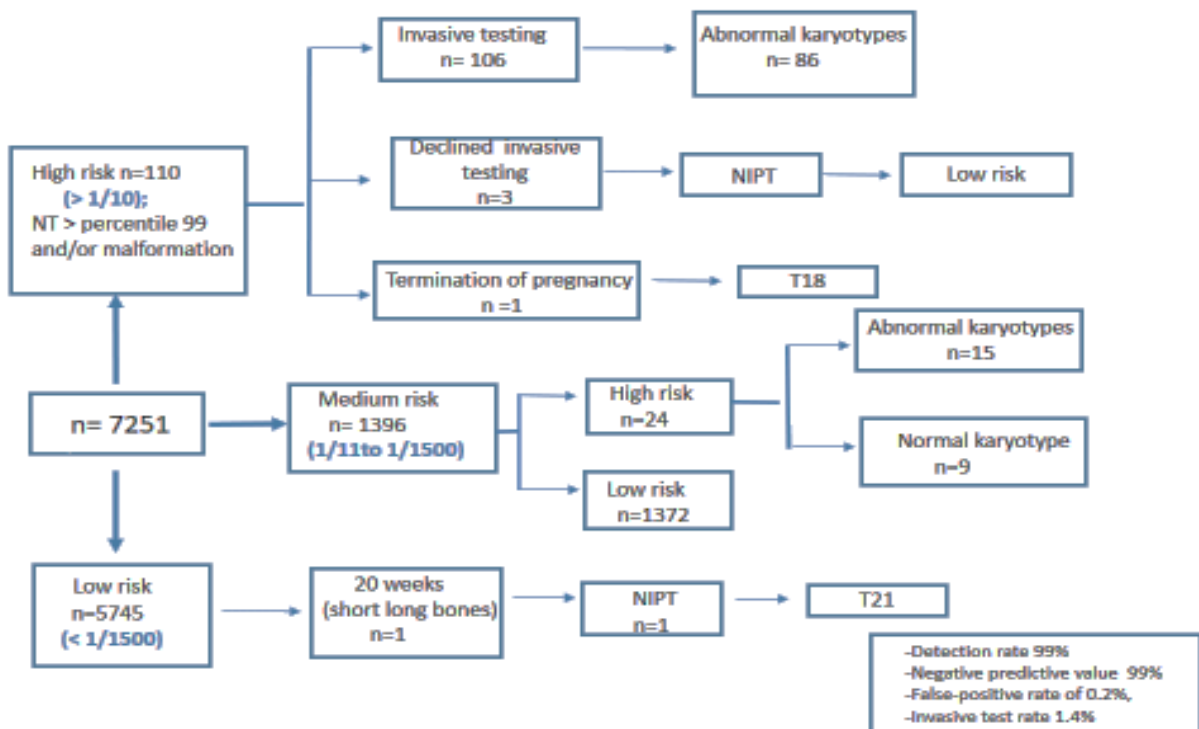 Invasive testing
n= 106
Abnormal karyotypes
n= 86
High risk n=110
(> 1/10);
NT > percentile 99
and/or malformation
Declined invasive
testing
n=3
NIPT
Low risk
Termination of pregnancy
n =1
T18
n= 7251
Medium risk
n= 1396
(1/11to 1/1500)
High risk
n=24
Abnormal karyotypes
n=15
Normal karyotype
n=9
Low risk
n=1372
Low risk
n=5745
(< 1/1500)
20 weeks
(short long bones)
n=1
NIPT
n=1
T21
-Detection rate 99%
-Negative predictive value 99%
-False-positive rate of 0.2%,
-Invasive test rate 1.4%